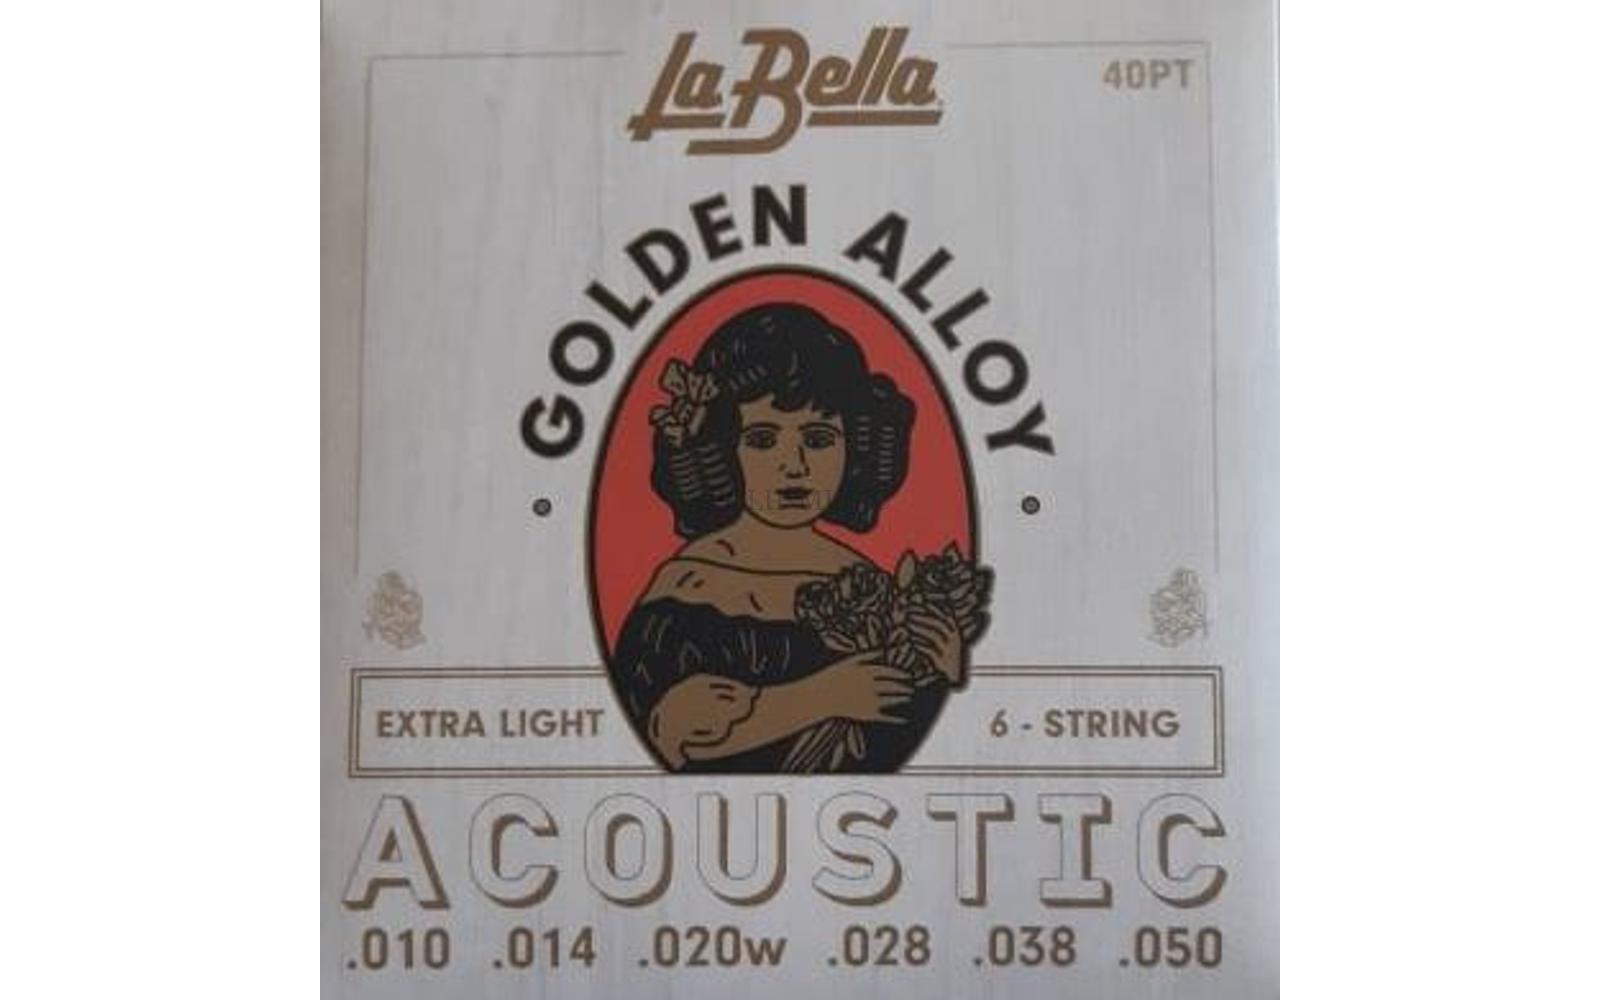 La Bella
40PT
GOLDEN ALLOY
EXTRA LIGHT 6 - STRING
ACOUSTIC
.010 .014 .020w .028 .038 .050